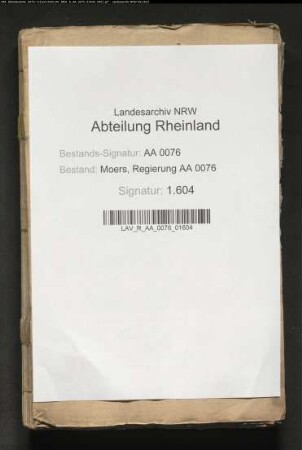 Landesarchiv NRW
Abteilung Rheinland
Bestands-Signatur: AA 0076
Bestand: Moers, Regierung AA 0076
Signatur: 1.604
LAV_R_AA_0076_01604